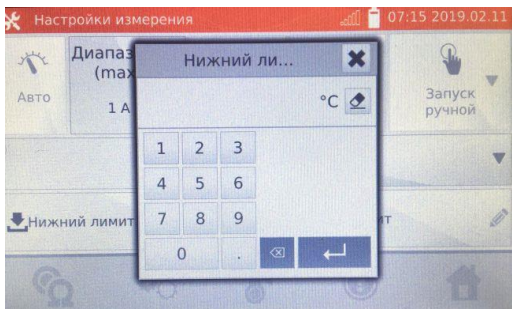 Настройки измерения
07:15 2019.02.11
Авто
Диапаз
(max
1 A
Нижний ли...
°C
1 2 3
4 5 6
7 8 9
0 .
Запуск
ручной
Нижний лимит
ит